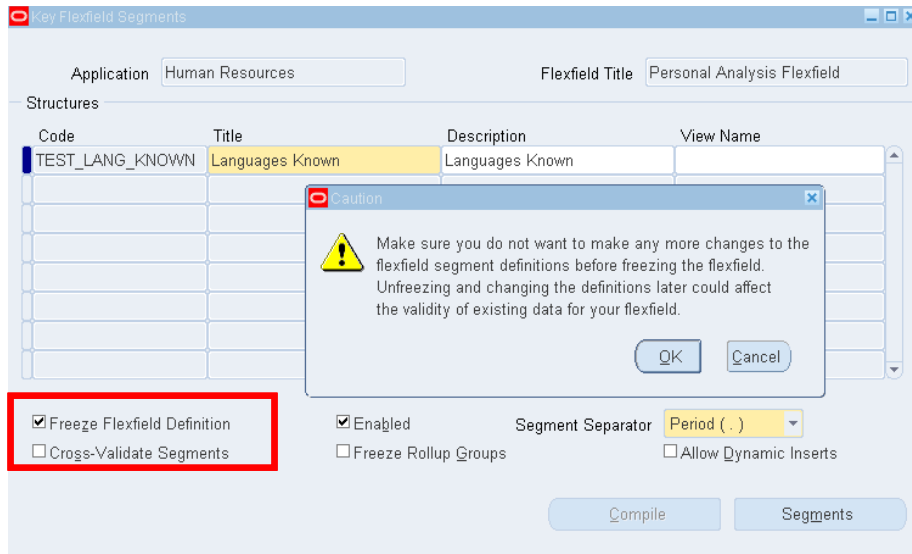 Key Flexfield Segments
Application Human Resources Flexfield Title Personal Analysis Flexfield
Structures
Code Title Description View Name
TEST_LANG_KNOWN Languages Known Languages Known
Caution
Make sure you do not want to make any more changes to the
flexfield segment definitions before freezing the flexfield.
Unfreezing and changing the definitions later could affect
the validity of existing data for your flexfield.
OK Cancel
Freeze Flexfield Definition Enabled Segment Separator Period ( . )
Cross-Validate Segments Freeze Rollup Groups Allow Dynamic Inserts
Compile Segments